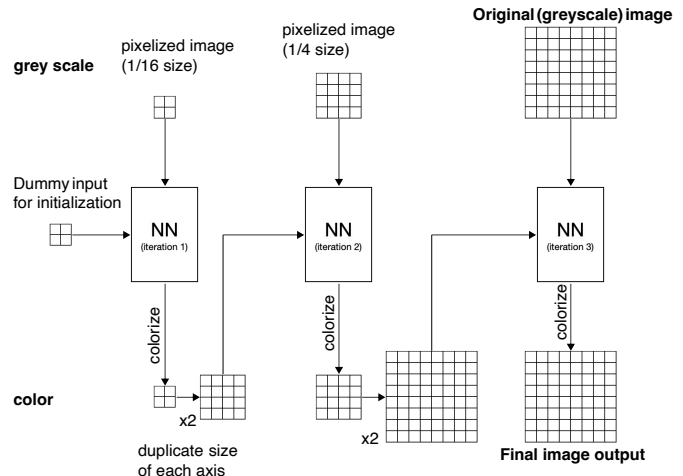 Original (greyscale) image
pixelized image
(1/16 size)
pixelized image
(1/4 size)
grey scale
Dummy input
for initialization
NN
(iteration 1)
NN
(iteration 2)
NN
(iteration 3)
colorize
colorize
colorize
color
x2
x2
duplicate size
of each axis
Final image output